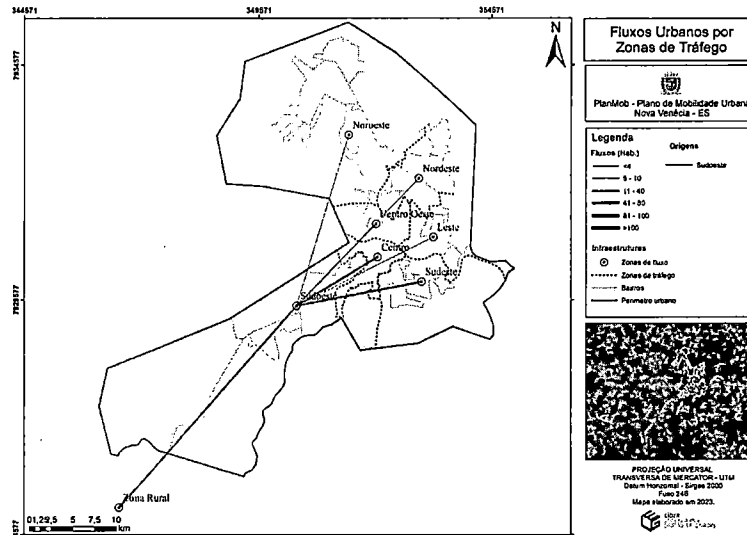 344571
349571
354571
7934577
7929577
N
Noroeste
Nordeste
Centro Oeste
Leste
Centro
Sudeste
Sudoeste
Zona Rural
0 1,25 2,5 5 7,5 10
km
Fluxos Urbanos por
Zonas de Tráfego
PlanMob - Plano de Mobilidade Urbana
Nova Venécia - ES
Legenda
Fluxos (Hab.)
<4
5 - 10
11 - 40
41 - 80
81 - 100
>100
Origens
Sudoeste
Infraestruturas
Zonas de fluxo
Zonas de tráfego
Bairros
Perímetro urbano
PROJEÇÃO UNIVERSAL
TRANSVERSA DE MERCATOR - UTM
Datum Horizontal - Sirgas 2000
Fuso 24S
Mapa elaborado em 2023.